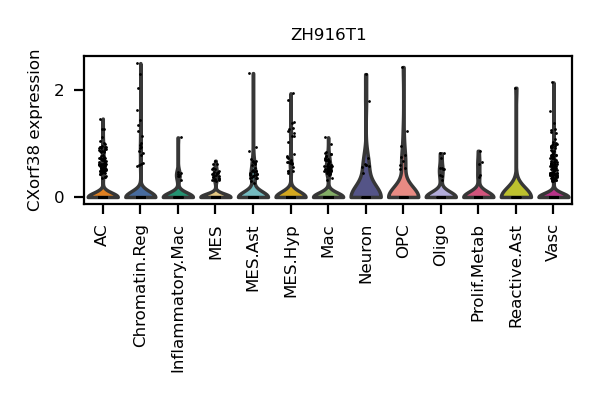 ZH916T1
CXorf38 expression
2
0
AC
Chromatin.Reg
Inflammatory.Mac
MES
MES.Ast
MES.Hyp
Mac
Neuron
OPC
Oligo
Prolif.Metab
Reactive.Ast
Vasc